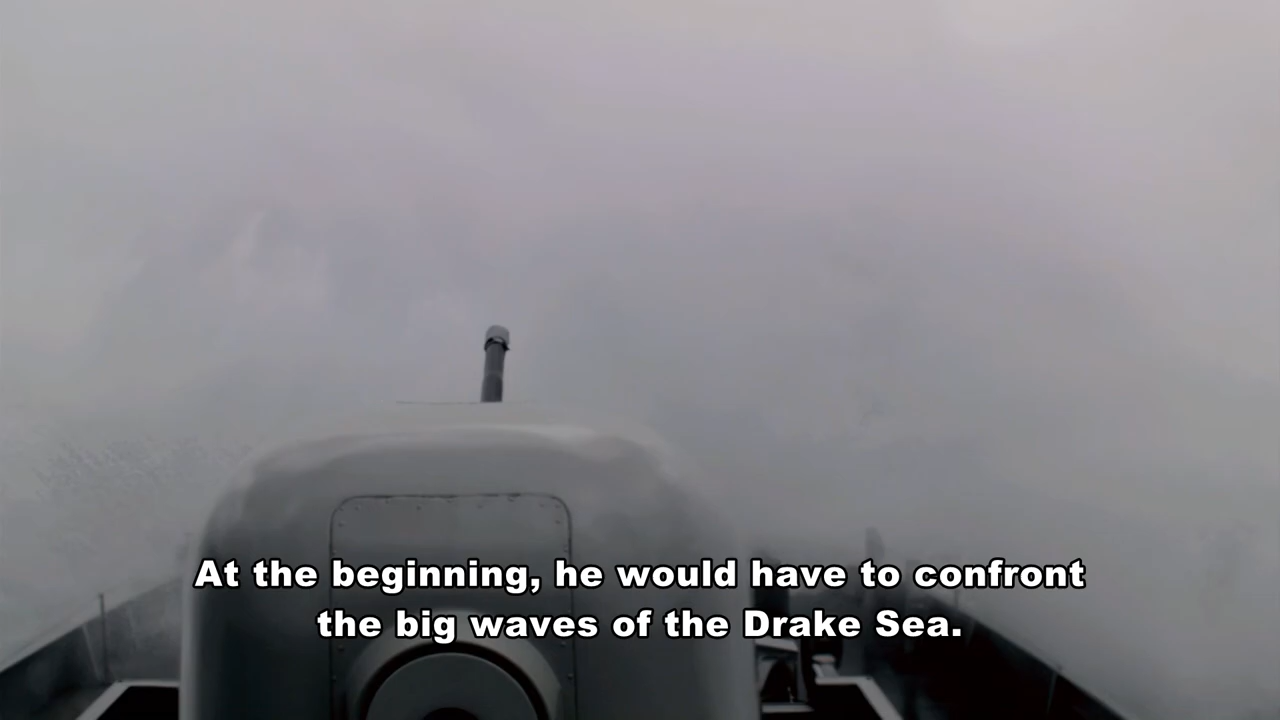 At the beginning, he would have to confront
the big waves of the Drake Sea.